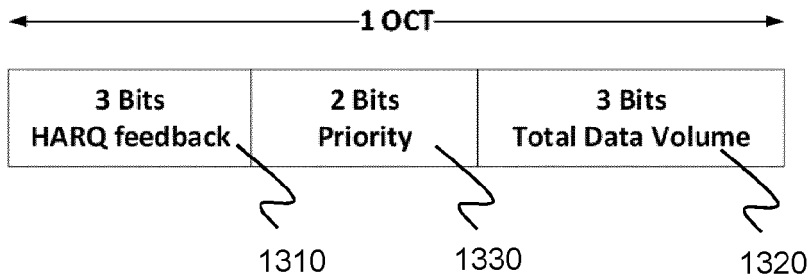 1 OCT
3 Bits
HARQ feedback
2 Bits
Priority
3 Bits
Total Data Volume
1310
1330
1320